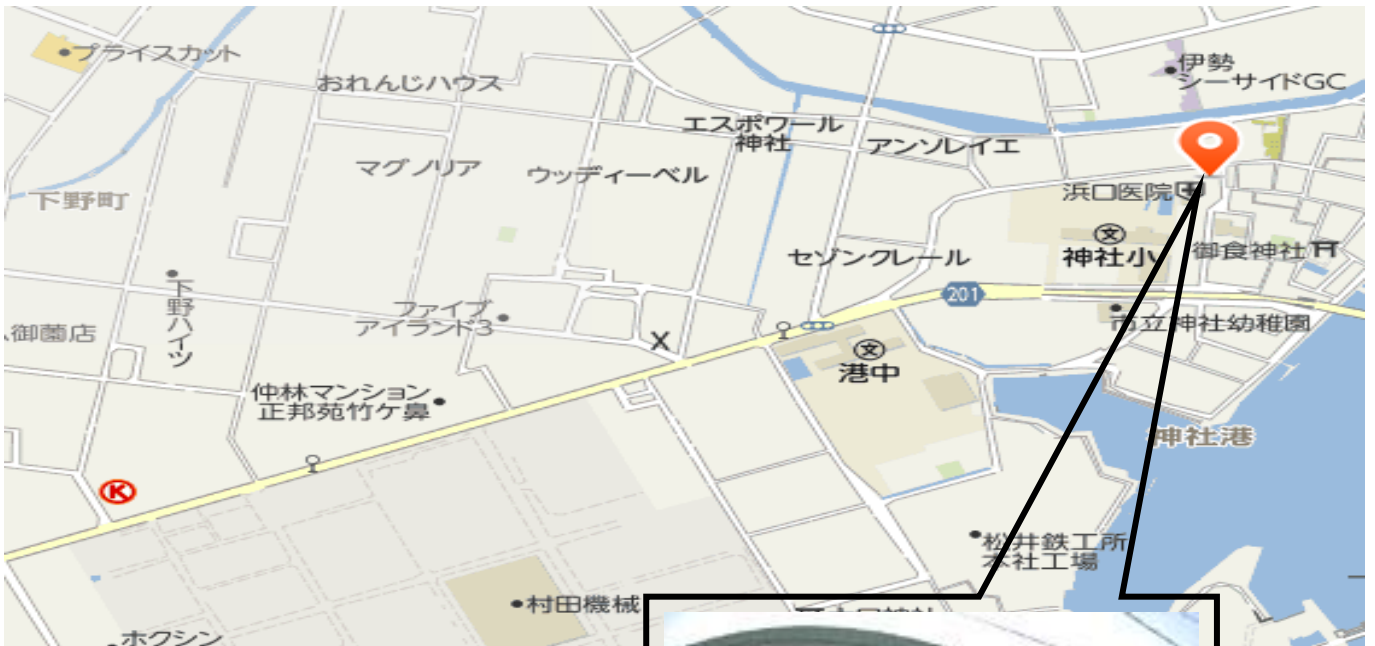 プライスカット
おれんじハウス
伊勢
シーサイドGC
エスポワール
神社
アンソレイエ
マグノリア
ウッディーベル
浜口医院
下野町
文
神社小
御食神社
セゾンクレール
201
下野ハイツ
ファイブ
アイランド3
市立神社幼稚園
御薗店
X
文
港中
仲林マンション
正邦苑竹ケ鼻
神社港
K
松井鉄工所
本社工場
村田機械
ホクシン